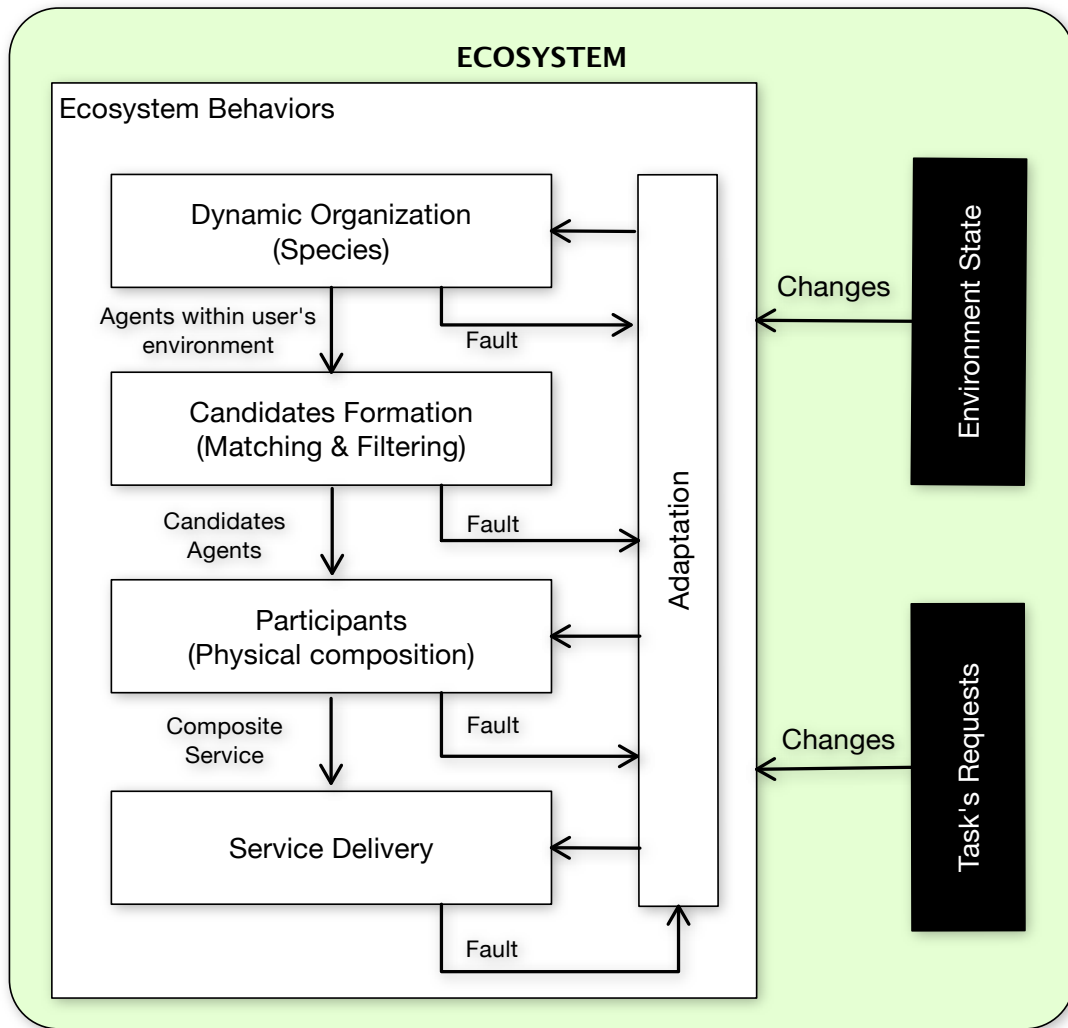 ECOSYSTEM
Ecosystem Behaviors
Dynamic Organization
(Species)
Agents within user's
environment
Fault
Candidates Formation
(Matching & Filtering)
Candidates
Agents
Fault
Participants
(Physical composition)
Composite
Service
Fault
Service Delivery
Fault
Adaptation
Changes
Environment State
Changes
Task's Requests